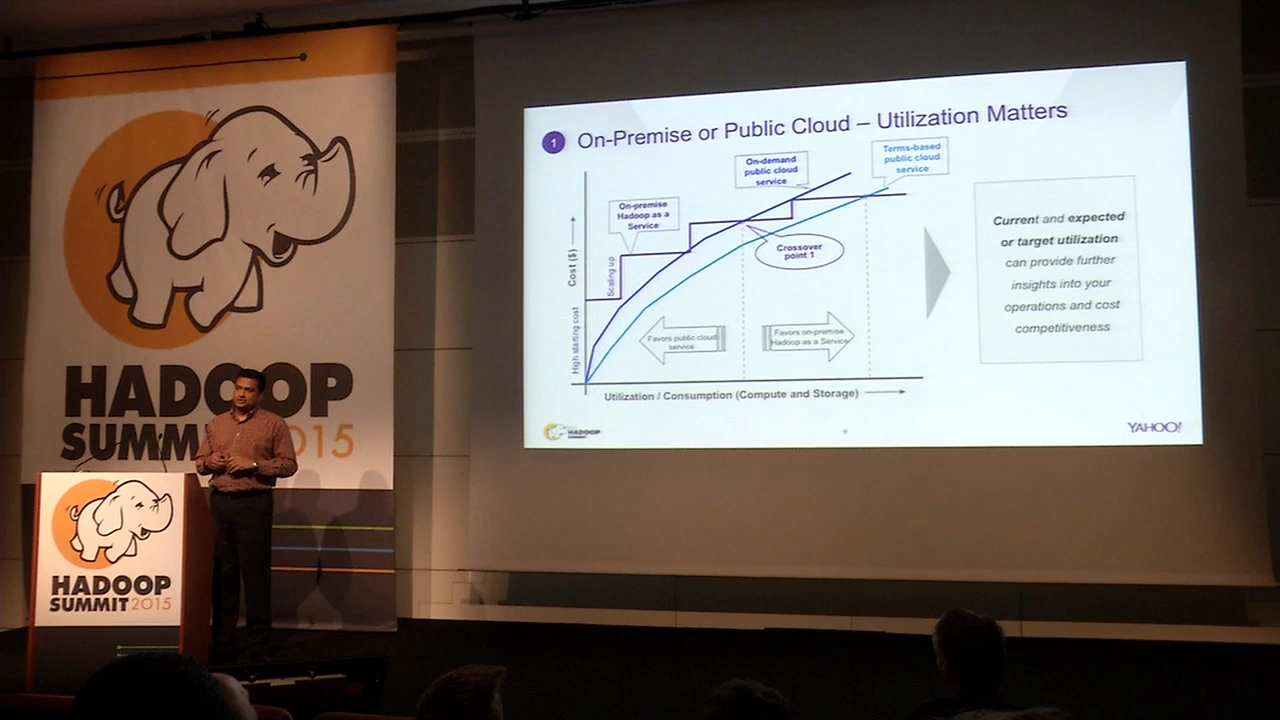 HADOOP
SUMM 2015
HADOOP
SUMMIT 2015
1
On-Premise or Public Cloud – Utilization Matters
On-demand
public cloud
service
Terms-based
public cloud
service
On-premise
Hadoop as a
Service
Crossover
point 1
Scaling up
Cost ($)
High starting cost
Favors public cloud
service
Favors on-premise
Hadoop as a Service
Utilization / Consumption (Compute and Storage)
Current and expected
or target utilization
can provide further
insights into your
operations and cost
competitiveness
HADOOP
SUMMIT
9
YAHOO!